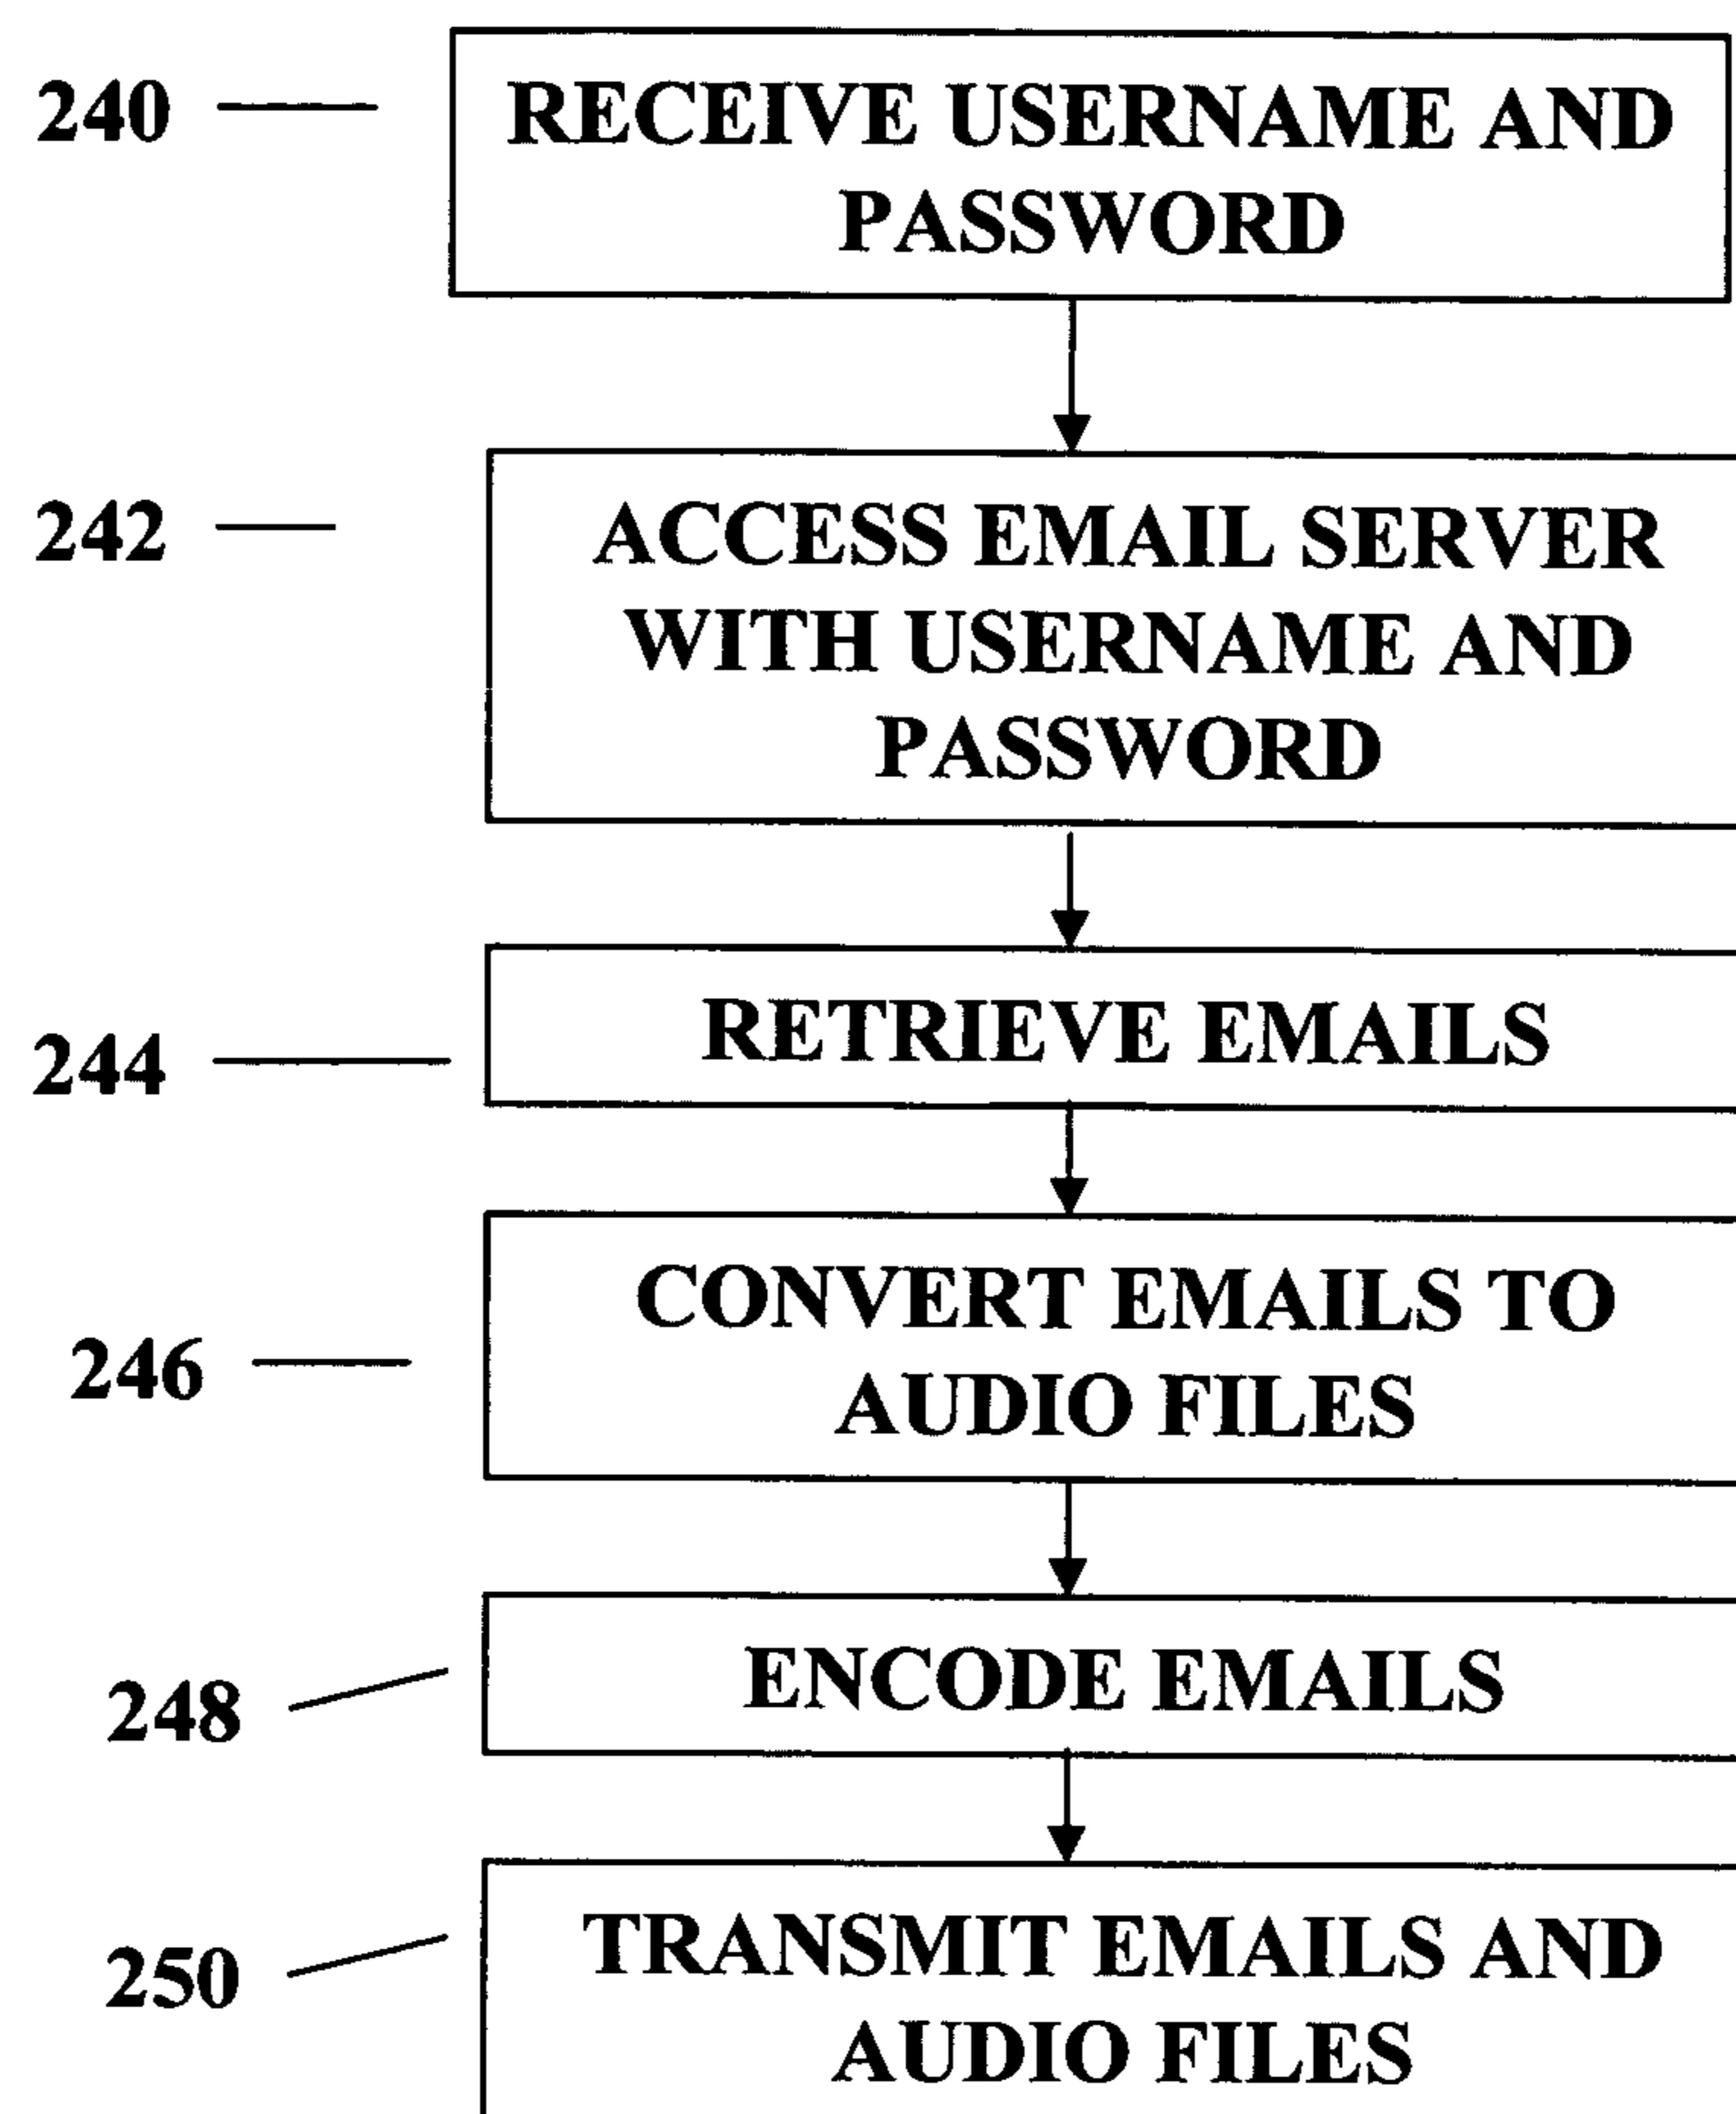 240
RECEIVE USERNAME AND
PASSWORD
242
ACCESS EMAIL SERVER
WITH USERNAME AND
PASSWORD
244
RETRIEVE EMAILS
246
CONVERT EMAILS TO
AUDIO FILES
248
ENCODE EMAILS
250
TRANSMIT EMAILS AND
AUDIO FILES